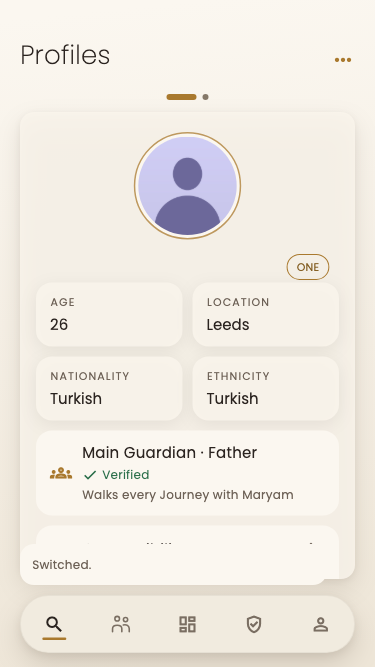 Profiles
ONE
AGE
26
LOCATION
Leeds
NATIONALITY
Turkish
ETHNICITY
Turkish
Main Guardian · Father
Verified
Walks every Journey with Maryam
Switched.